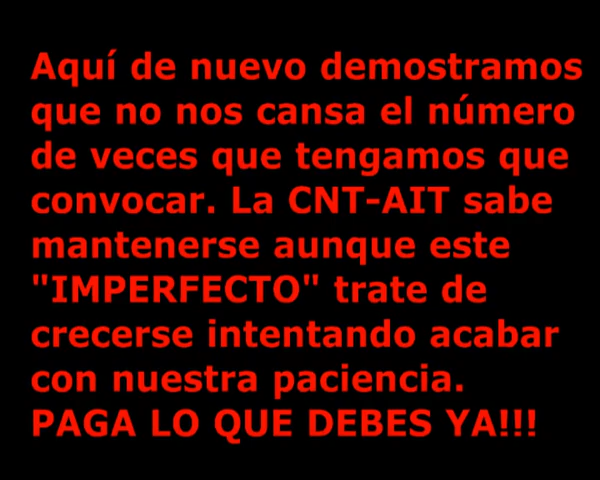 Aquí de nuevo demostramos
que no nos cansa el número
de veces que tengamos que
convocar. La CNT-AIT sabe
mantenerse aunque este
"IMPERFECTO" trate de
crecerse intentando acabar
con nuestra paciencia.
PAGA LO QUE DEBES YA!!!